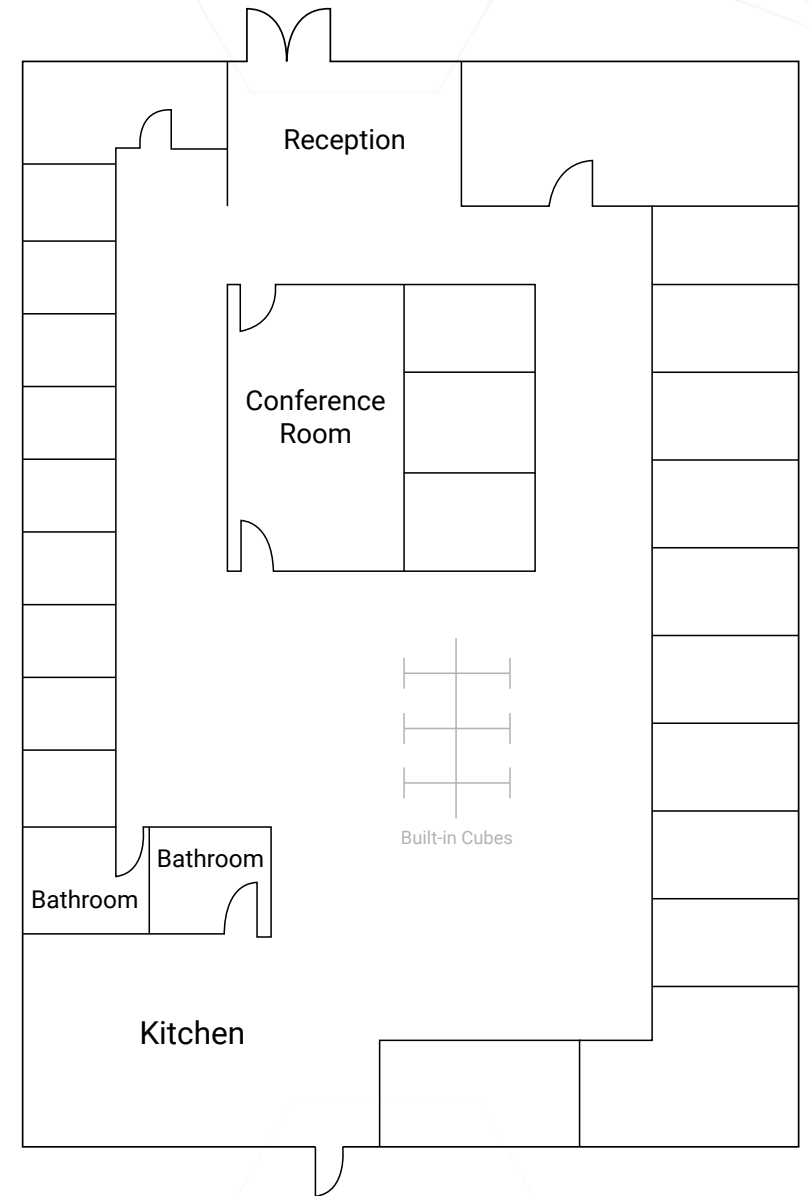 Reception
Conference
Room
Built-in Cubes
Bathroom
Bathroom
Kitchen